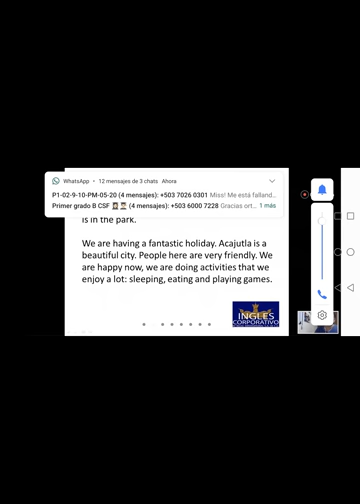 WhatsApp • 12 mensajes de 3 chats Ahora
P1-02-9-10-PM-05-20 (4 mensajes): +503 7026 0301 Miss! Me está falland...
Primer grado B CSF 👩🏻‍🏫👨🏻‍🏫 (4 mensajes): +503 6000 7228 Gracias ort... 1 más
is in the park.
We are having a fantastic holiday. Acajutla is a
beautiful city. People here are very friendly. We
are happy now, we are doing activities that we
enjoy a lot: sleeping, eating and playing games.
INGLES
CORPORATIVO